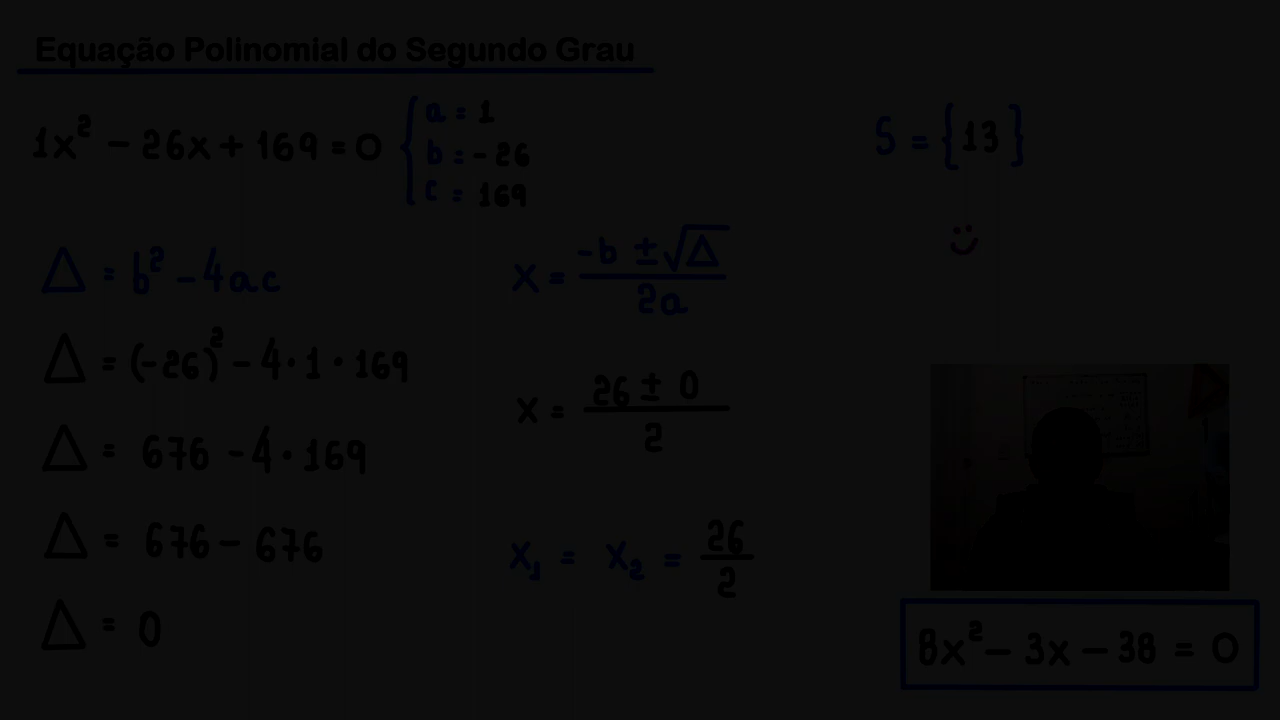 Equação Polinomial do Segundo Grau
1x² - 26x + 169 = 0 { a = 1
b = - 26
c = 169
S = { 13 }
Δ = b² - 4ac
Δ = (-26)² - 4 · 1 · 169
Δ = 676 - 4 · 169
Δ = 676 - 676
Δ = 0
x = -b ± √Δ / 2a
x = 26 ± 0 / 2
x₁ = x₂ = 26 / 2
8x² - 3x - 38 = 0